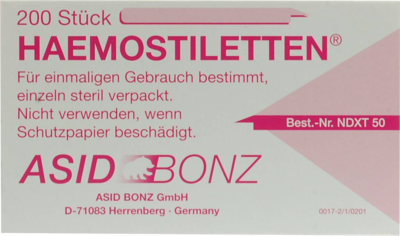 200 Stück
HAEMOSTILETTEN®
Für einmaligen Gebrauch bestimmt,
einzeln steril verpackt.
Nicht verwenden, wenn
Schutzpapier beschädigt.
Best.-Nr. NDXT 50
ASID BONZ
ASID BONZ GmbH
D-71083 Herrenberg · Germany
0017-2/1/0201